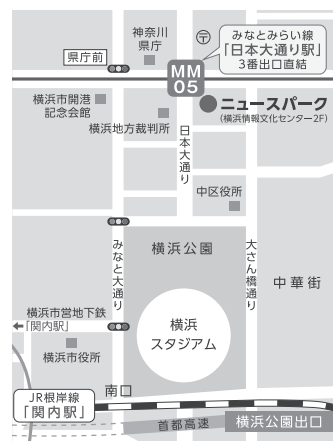 神奈川
県庁
〒
みなとみらい線
「日本大通り駅」
3番出口直結
県庁前
MM
05
ニュースパーク
(横浜情報文化センター2F)
横浜市開港
記念会館
横浜地方裁判所
日本大通り
中区役所
みなと大通り
横浜公園
大さん橋通り
中華街
横浜市営地下鉄
「関内駅」
横浜
スタジアム
横浜市役所
JR根岸線
「関内駅」
南口
首都高速
横浜公園出口